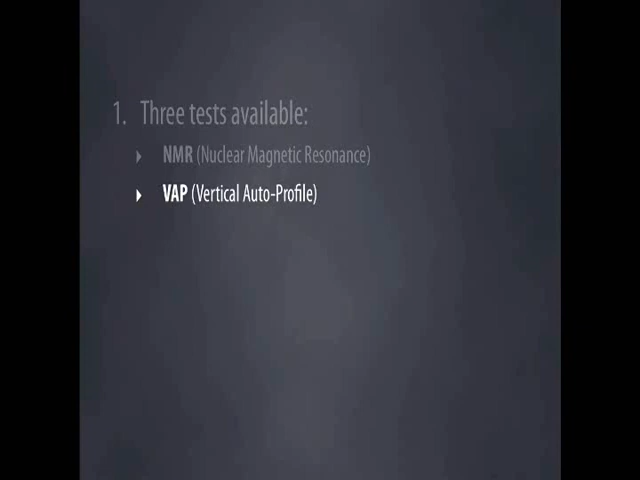 1. Three tests available:
NMR (Nuclear Magnetic Resonance)
VAP (Vertical Auto-Profile)